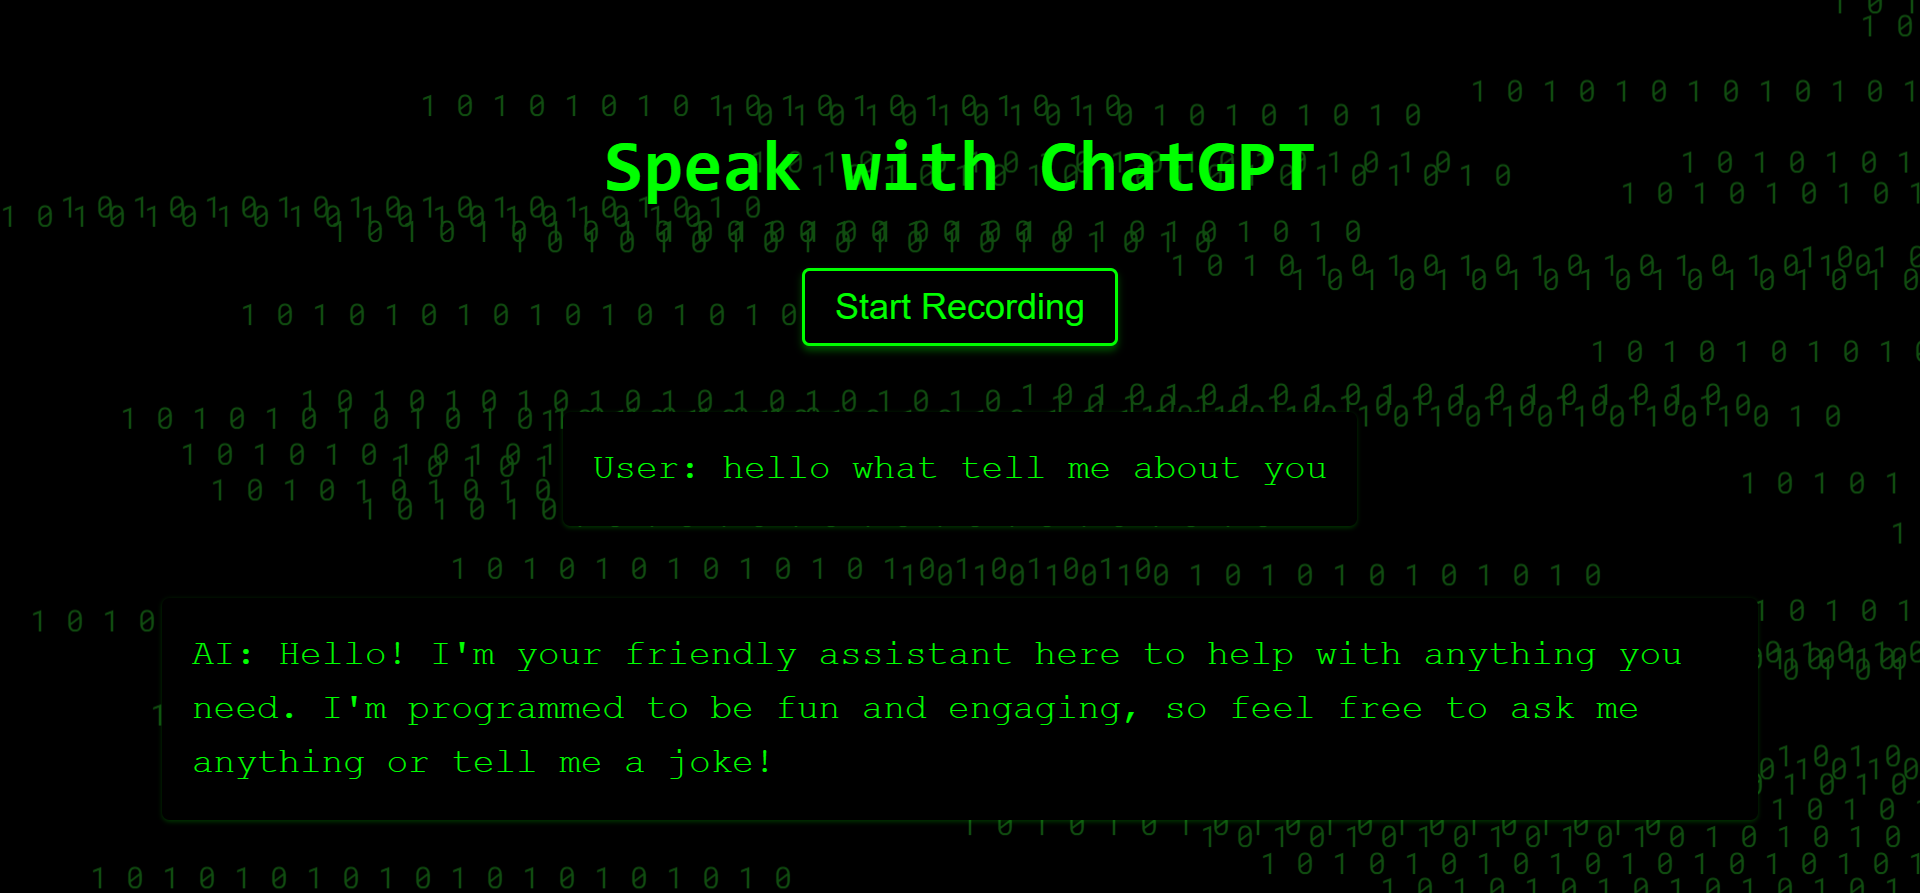 Speak with ChatGPT
Start Recording
User: hello what tell me about you
AI: Hello! I'm your friendly assistant here to help with anything you
need. I'm programmed to be fun and engaging, so feel free to ask me
anything or tell me a joke!